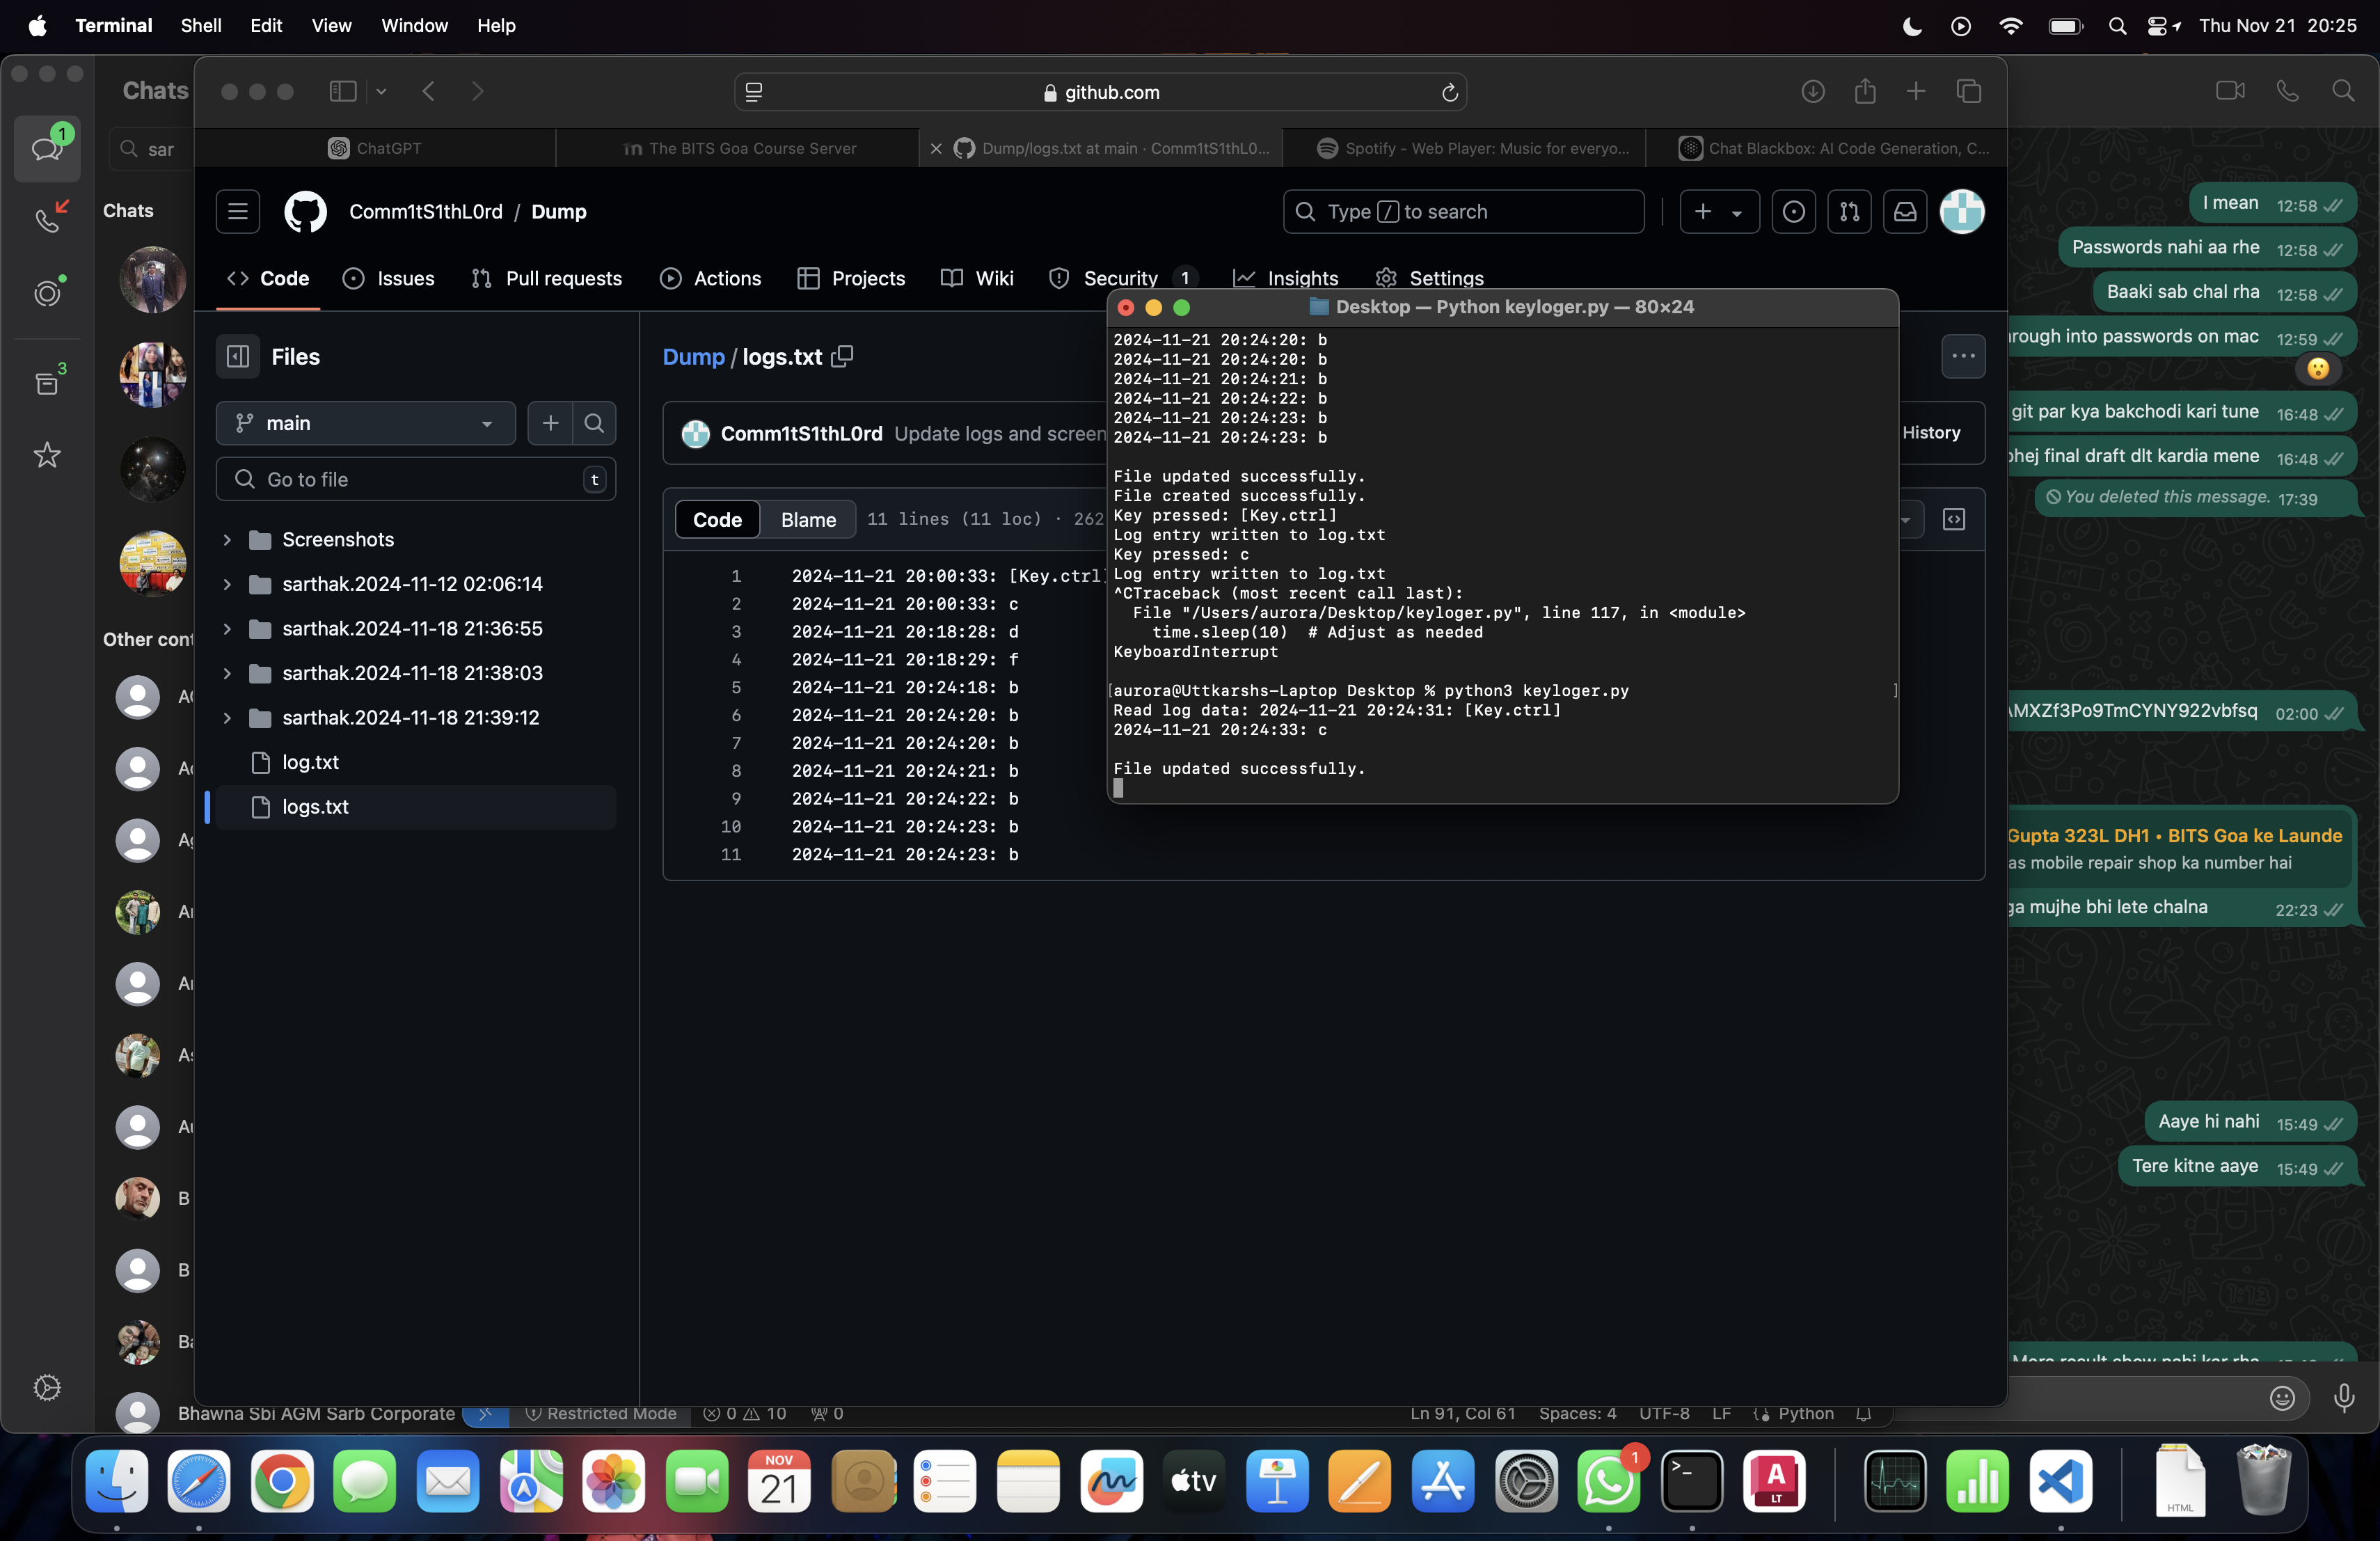 Terminal Shell Edit View Window Help
Thu Nov 21 20:25
Chats
1
sar
Chats
3
Other cont
Bhawna Sbi AGM Sarb Corporate
github.com
ChatGPT
The BITS Goa Course Server
Dump/logs.txt at main · Comm1tS1thL0...
Spotify - Web Player: Music for everyo...
Chat Blackbox: AI Code Generation, C...
Comm1tS1thL0rd / Dump
Type / to search
Code Issues Pull requests Actions Projects Wiki Security 1 Insights Settings
Files
main
Go to file t
Screenshots
sarthak.2024-11-12 02:06:14
sarthak.2024-11-18 21:36:55
sarthak.2024-11-18 21:38:03
sarthak.2024-11-18 21:39:12
log.txt
logs.txt
Dump / logs.txt
Comm1tS1thL0rd Update logs and screen
History
Code Blame 11 lines (11 loc) · 262
1 2024-11-21 20:00:33: [Key.ctrl]
2 2024-11-21 20:00:33: c
3 2024-11-21 20:18:28: d
4 2024-11-21 20:18:29: f
5 2024-11-21 20:24:18: b
6 2024-11-21 20:24:20: b
7 2024-11-21 20:24:20: b
8 2024-11-21 20:24:21: b
9 2024-11-21 20:24:22: b
10 2024-11-21 20:24:23: b
11 2024-11-21 20:24:23: b
Desktop — Python keyloger.py — 80×24
2024-11-21 20:24:20: b
2024-11-21 20:24:20: b
2024-11-21 20:24:21: b
2024-11-21 20:24:22: b
2024-11-21 20:24:23: b
2024-11-21 20:24:23: b
File updated successfully.
File created successfully.
Key pressed: [Key.ctrl]
Log entry written to log.txt
Key pressed: c
Log entry written to log.txt
^CTraceback (most recent call last):
File "/Users/aurora/Desktop/keyloger.py", line 117, in <module>
time.sleep(10) # Adjust as needed
KeyboardInterrupt
[aurora@Uttkarshs-Laptop Desktop % python3 keyloger.py ]
Read log data: 2024-11-21 20:24:31: [Key.ctrl]
2024-11-21 20:24:33: c
File updated successfully.
I mean 12:58
Passwords nahi aa rhe 12:58
Baaki sab chal rha 12:58
rough into passwords on mac 12:59
git par kya bakchodi kari tune 16:48
hej final draft dlt kardia mene 16:48
You deleted this message. 17:39
MXZf3Po9TmCYNY922vbfsq 02:00
Gupta 323L DH1 • BITS Goa ke Launde
as mobile repair shop ka number hai
ga mujhe bhi lete chalna 22:23
Aaye hi nahi 15:49
Tere kitne aaye 15:49
Restricted Mode 0 10 0
Ln 91, Col 61 Spaces: 4 UTF-8 LF Python
NOV
21
tv
1
A
LT
HTML